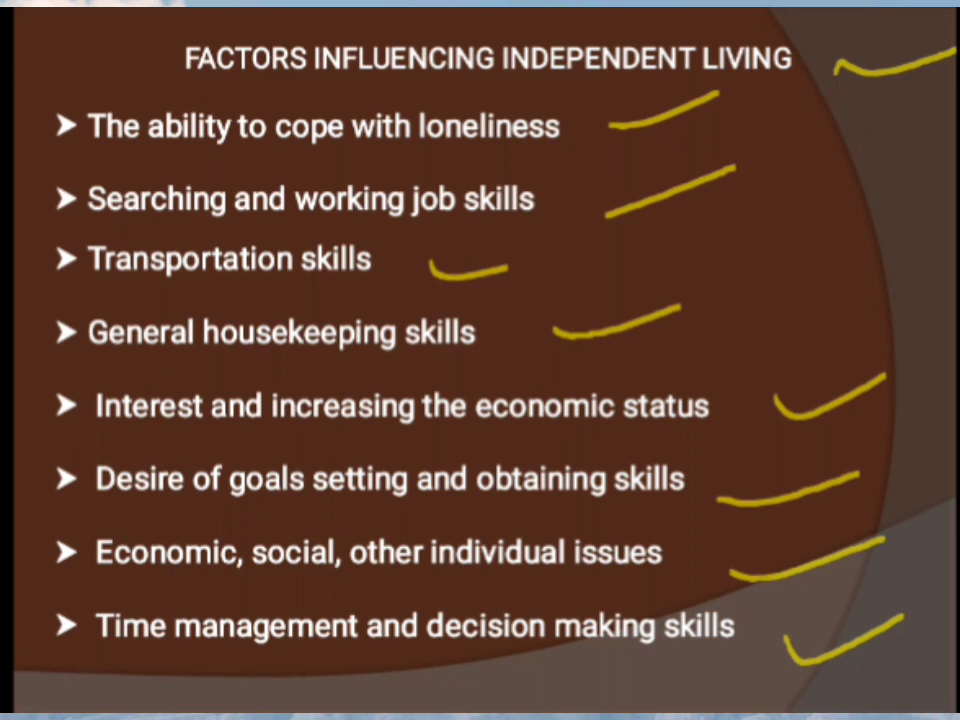 FACTORS INFLUENCING INDEPENDENT LIVING
➤ The ability to cope with loneliness
➤ Searching and working job skills
➤ Transportation skills
➤ General housekeeping skills
➤ Interest and increasing the economic status
➤ Desire of goals setting and obtaining skills
➤ Economic, social, other individual issues
➤ Time management and decision making skills